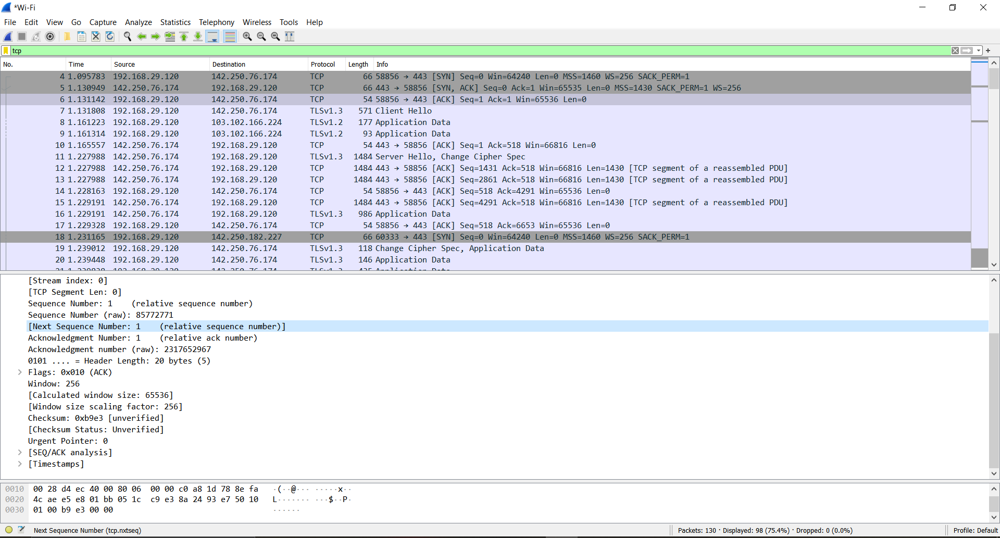 *Wi-Fi
File Edit View Go Capture Analyze Statistics Telephony Wireless Tools Help
tcp
No. Time Source Destination Protocol Length Info
4 1.095783 192.168.29.120 142.250.76.174 TCP 66 58856 → 443 [SYN] Seq=0 Win=64240 Len=0 MSS=1460 WS=256 SACK_PERM=1
5 1.130949 142.250.76.174 192.168.29.120 TCP 66 443 → 58856 [SYN, ACK] Seq=0 Ack=1 Win=65535 Len=0 MSS=1430 SACK_PERM=1 WS=256
6 1.131142 192.168.29.120 142.250.76.174 TCP 54 58856 → 443 [ACK] Seq=1 Ack=1 Win=65536 Len=0
7 1.131808 192.168.29.120 142.250.76.174 TLSv1.3 571 Client Hello
8 1.161223 192.168.29.120 103.102.166.224 TLSv1.2 177 Application Data
9 1.161314 192.168.29.120 103.102.166.224 TLSv1.2 93 Application Data
10 1.165557 142.250.76.174 192.168.29.120 TCP 54 443 → 58856 [ACK] Seq=1 Ack=518 Win=66816 Len=0
11 1.227988 142.250.76.174 192.168.29.120 TLSv1.3 1484 Server Hello, Change Cipher Spec
12 1.227988 142.250.76.174 192.168.29.120 TCP 1484 443 → 58856 [ACK] Seq=1431 Ack=518 Win=66816 Len=1430 [TCP segment of a reassembled PDU]
13 1.227988 142.250.76.174 192.168.29.120 TCP 1484 443 → 58856 [ACK] Seq=2861 Ack=518 Win=66816 Len=1430 [TCP segment of a reassembled PDU]
14 1.228163 192.168.29.120 142.250.76.174 TCP 54 58856 → 443 [ACK] Seq=518 Ack=4291 Win=65536 Len=0
15 1.229191 142.250.76.174 192.168.29.120 TCP 1484 443 → 58856 [ACK] Seq=4291 Ack=518 Win=66816 Len=1430 [TCP segment of a reassembled PDU]
16 1.229191 142.250.76.174 192.168.29.120 TLSv1.3 986 Application Data
17 1.229328 192.168.29.120 142.250.76.174 TCP 54 58856 → 443 [ACK] Seq=518 Ack=6653 Win=65536 Len=0
18 1.231165 192.168.29.120 142.250.182.227 TCP 66 60333 → 443 [SYN] Seq=0 Win=64240 Len=0 MSS=1460 WS=256 SACK_PERM=1
19 1.239012 192.168.29.120 142.250.76.174 TLSv1.3 118 Change Cipher Spec, Application Data
20 1.239448 192.168.29.120 142.250.76.174 TLSv1.3 146 Application Data
[Stream index: 0]
[TCP Segment Len: 0]
Sequence Number: 1 (relative sequence number)
Sequence Number (raw): 85772771
[Next Sequence Number: 1 (relative sequence number)]
Acknowledgment Number: 1 (relative ack number)
Acknowledgment number (raw): 2317652967
0101 .... = Header Length: 20 bytes (5)
Flags: 0x010 (ACK)
Window: 256
[Calculated window size: 65536]
[Window size scaling factor: 256]
Checksum: 0xb9e3 [unverified]
[Checksum Status: Unverified]
Urgent Pointer: 0
[SEQ/ACK analysis]
[Timestamps]
0010 00 28 d4 ec 40 00 80 06 00 00 c0 a8 1d 78 8e fa ·(··@··· ·····x··
0020 4c ae e5 e8 01 bb 05 1c c9 e3 8a 24 93 e7 50 10 L······· ···$··P·
0030 01 00 b9 e3 00 00 ······
Next Sequence Number (tcp.nxtseq) Packets: 130 · Displayed: 98 (75.4%) · Dropped: 0 (0.0%) Profile: Default